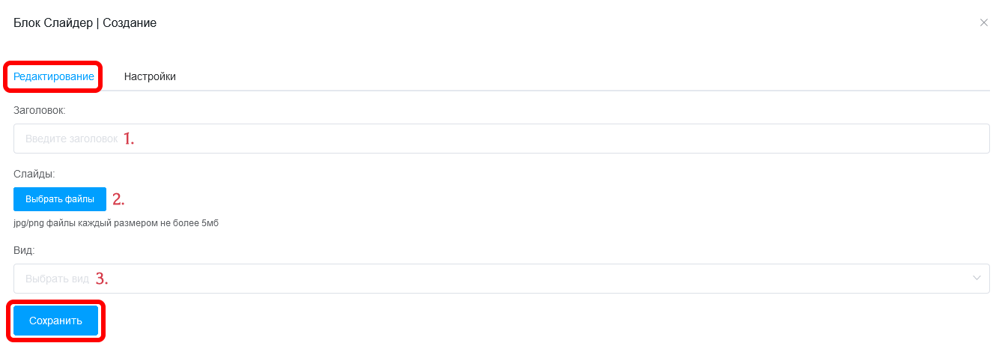 Блок Слайдер | Создание
Редактирование Настройки
Заголовок:
Введите заголовок 1.
Слайды:
Выбрать файлы 2.
jpg/png файлы каждый размером не более 5мб
Вид:
Выбрать вид 3.
Сохранить